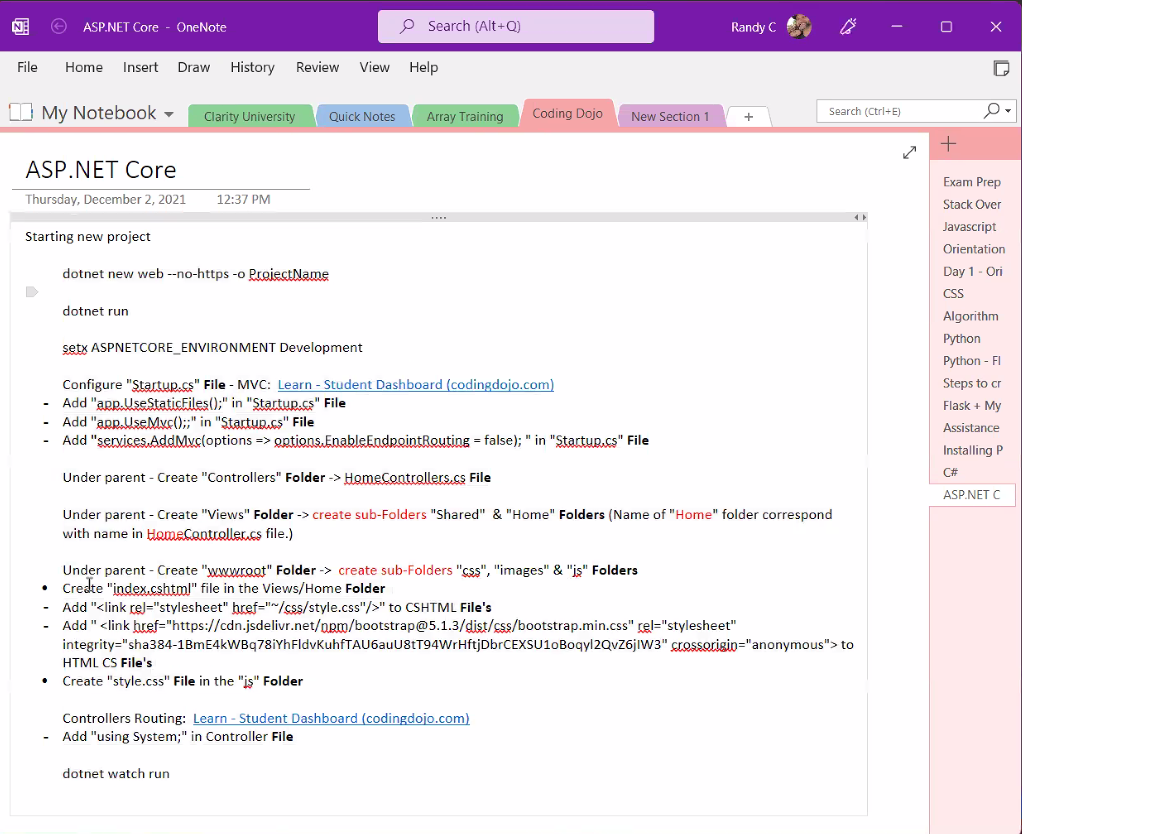 ASP.NET Core - OneNote
Search (Alt+Q)
Randy C
File Home Insert Draw History Review View Help
My Notebook
Clarity University
Quick Notes
Array Training
Coding Dojo
New Section 1
+
Search (Ctrl+E)
ASP.NET Core
Thursday, December 2, 2021 12:37 PM
Starting new project
dotnet new web --no-https -o ProjectName
dotnet run
setx ASPNETCORE_ENVIRONMENT Development
Configure "Startup.cs" File - MVC: Learn - Student Dashboard (codingdojo.com)
- Add "app.UseStaticFiles();" in "Startup.cs" File
- Add "app.UseMvc();;" in "Startup.cs" File
- Add "services.AddMvc(options => options.EnableEndpointRouting = false); " in "Startup.cs" File
Under parent - Create "Controllers" Folder -> HomeControllers.cs File
Under parent - Create "Views" Folder -> create sub-Folders "Shared" & "Home" Folders (Name of "Home" folder correspond
with name in HomeController.cs file.)
Under parent - Create "wwwroot" Folder -> create sub-Folders "css", "images" & "js" Folders
• Create "index.cshtml" file in the Views/Home Folder
- Add "<link rel="stylesheet" href="~/css/style.css"/>" to CSHTML File's
- Add " <link href="https://cdn.jsdelivr.net/npm/bootstrap@5.1.3/dist/css/bootstrap.min.css" rel="stylesheet"
integrity="sha384-1BmE4kWBq78iYhFldvKuhfTAU6auU8tT94WrHftjDbrCEXSU1oBoqyl2QvZ6jIW3" crossorigin="anonymous"> to
HTML CS File's
• Create "style.css" File in the "js" Folder
Controllers Routing: Learn - Student Dashboard (codingdojo.com)
- Add "using System;" in Controller File
dotnet watch run
Exam Prep
Stack Over
Javascript
Orientation
Day 1 - Ori
CSS
Algorithm
Python
Python - Fl
Steps to cr
Flask + My
Assistance
Installing P
C#
ASP.NET C